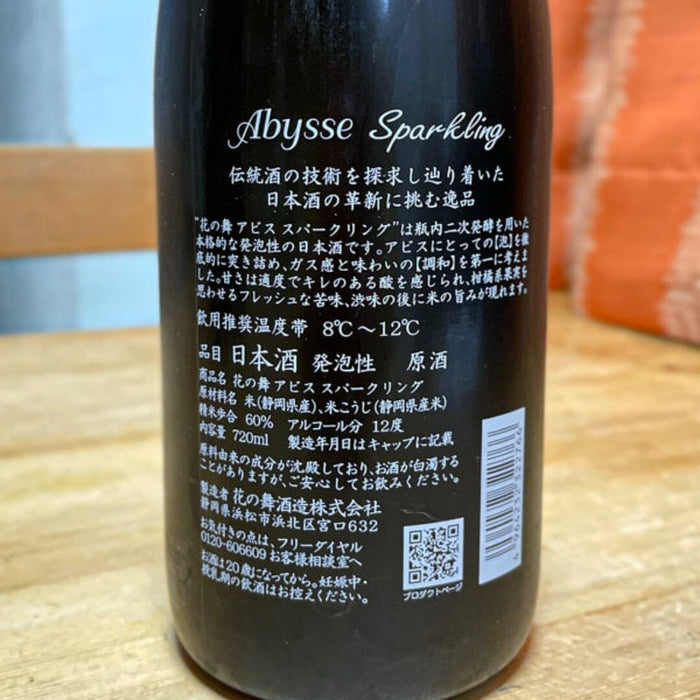 Abysse Sparkling
伝統酒の技術を探求し辿り着いた
日本酒の革新に挑む逸品
"花の舞 アビス スパークリング"は瓶内二次発酵を用いた
本格的な発泡性の日本酒です。アビスにとっての【泡】を徹
底的に突き詰め、ガス感と味わいの【調和】を第一に考えま
した。甘さは適度でキレのある酸を感じられ、柑橘系果実を
思わせるフレッシュな苦味、渋味の後に米の旨みが現れます。
飲用推奨温度帯 8℃～12℃
品目 日本酒 発泡性 原酒
商品名 花の舞 アビス スパークリング
原材料名 米(静岡県産)、米こうじ(静岡県産米)
精米歩合 60% アルコール分 12度
内容量 720ml 製造年月日はキャップに記載
原料由来の成分が沈殿しており、お酒が白濁する
ことがありますが、ご安心してお飲みください。
製造者 花の舞酒造株式会社
静岡県浜松市浜北区宮口632
お気付きの点は、フリーダイヤル
0120-606609 お客様相談室へ
お酒は20歳になってから。妊娠中・
授乳期の飲酒はお控えください。
プロダクトページ
4 964232 522766